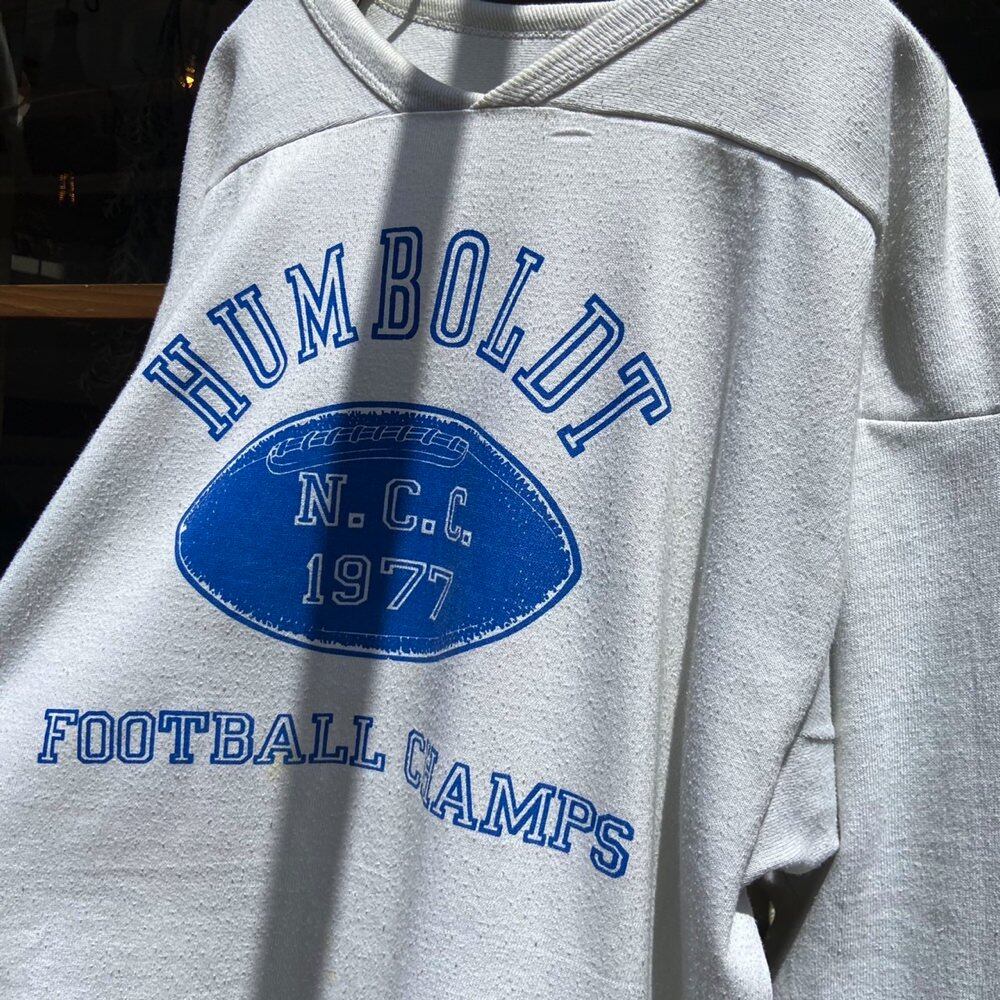 HUMBOLDT
N.C.C.
1977
FOOTBALL CHAMPS